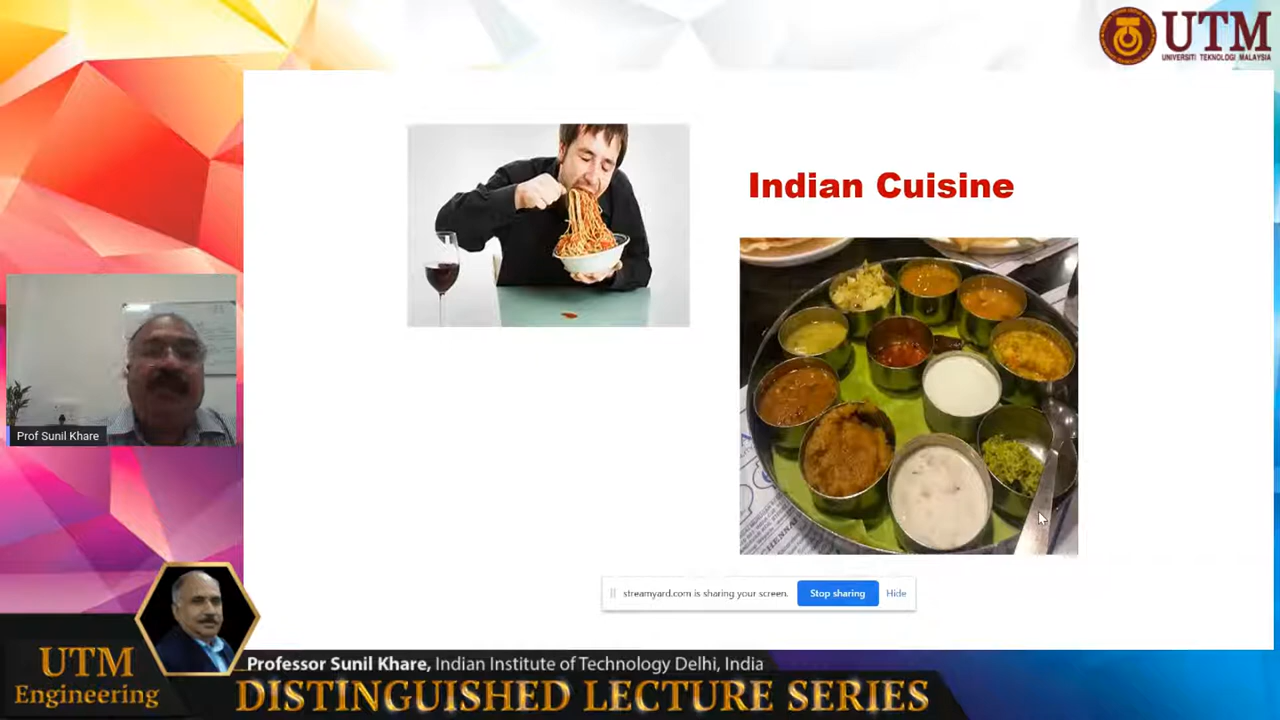 UTM
UNIVERSITI TEKNOLOGI MALAYSIA
Indian Cuisine
Prof Sunil Khare
CHENNAI
streamyard.com is sharing your screen.
Stop sharing
Hide
Professor Sunil Khare, Indian Institute of Technology Delhi, India
UTM
Engineering
DISTINGUISHED LECTURE SERIES